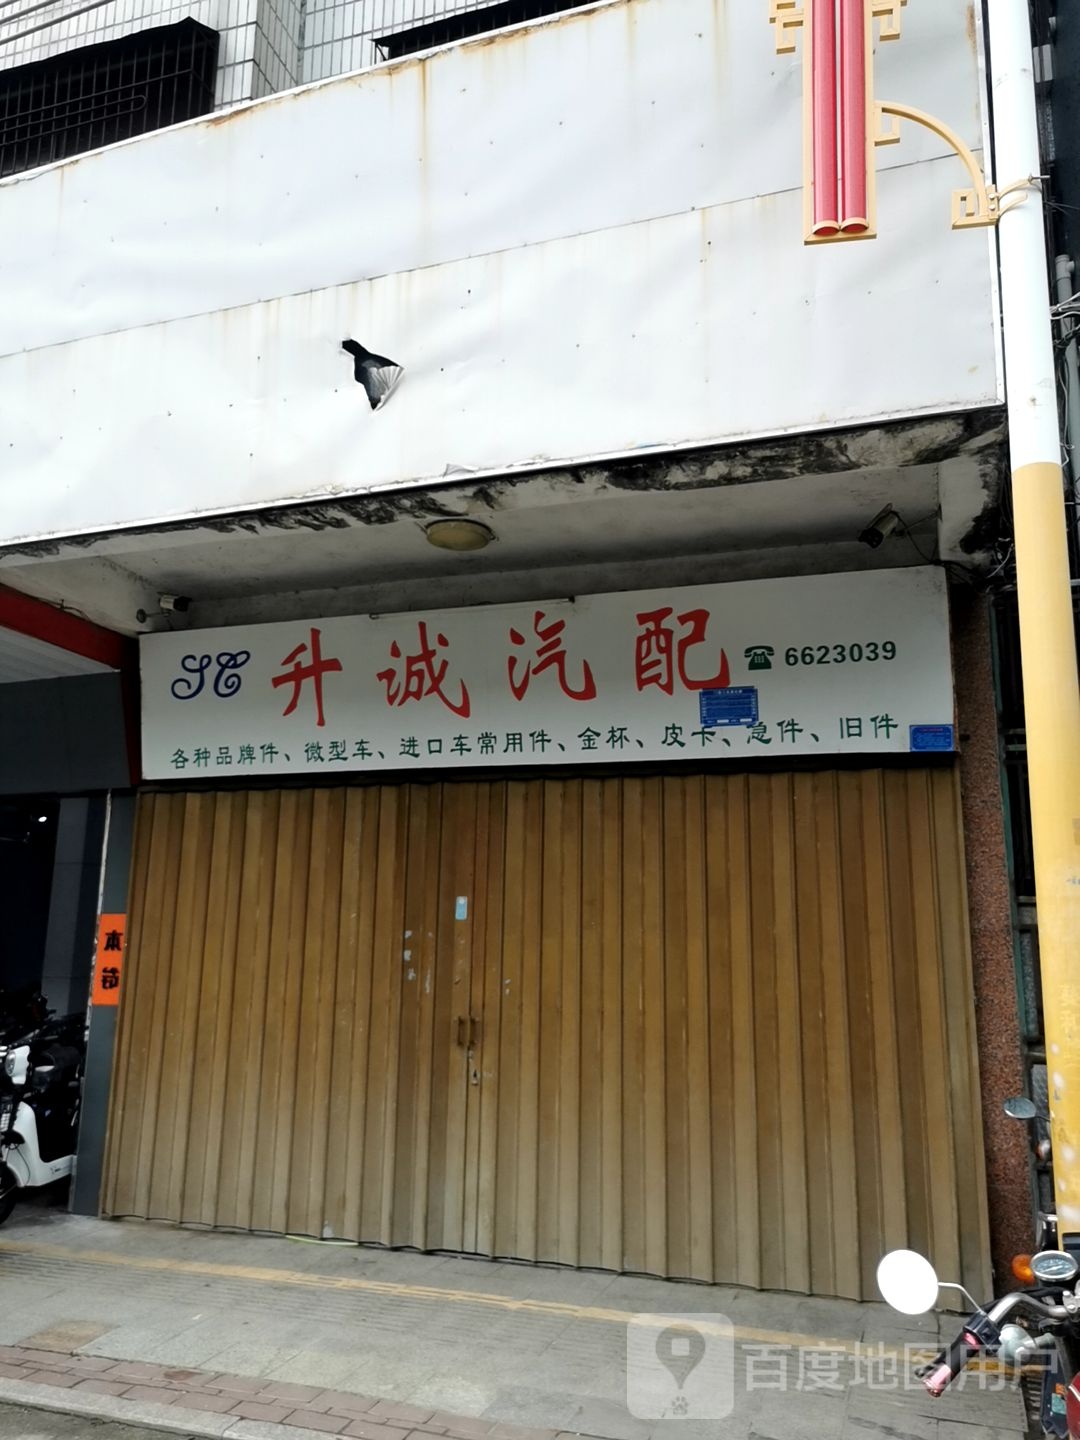 SC 升诚汽配 6623039
各种品牌件、微型车、进口车常用件、金杯、皮卡、急件、旧件
百度地图用户